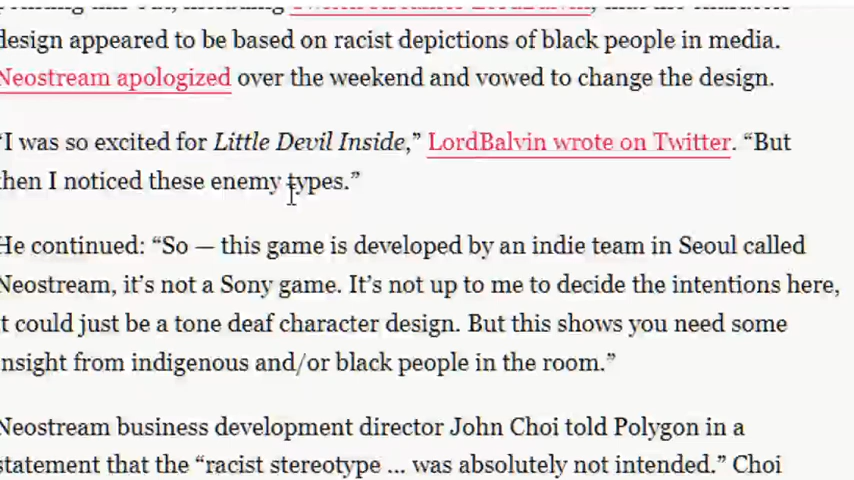 design appeared to be based on racist depictions of black people in media.
Neostream apologized over the weekend and vowed to change the design.
“I was so excited for Little Devil Inside,” LordBalvin wrote on Twitter. “But
then I noticed these enemy types.”
He continued: “So — this game is developed by an indie team in Seoul called
Neostream, it’s not a Sony game. It’s not up to me to decide the intentions here,
it could just be a tone deaf character design. But this shows you need some
insight from indigenous and/or black people in the room.”
Neostream business development director John Choi told Polygon in a
statement that the “racist stereotype ... was absolutely not intended.” Choi